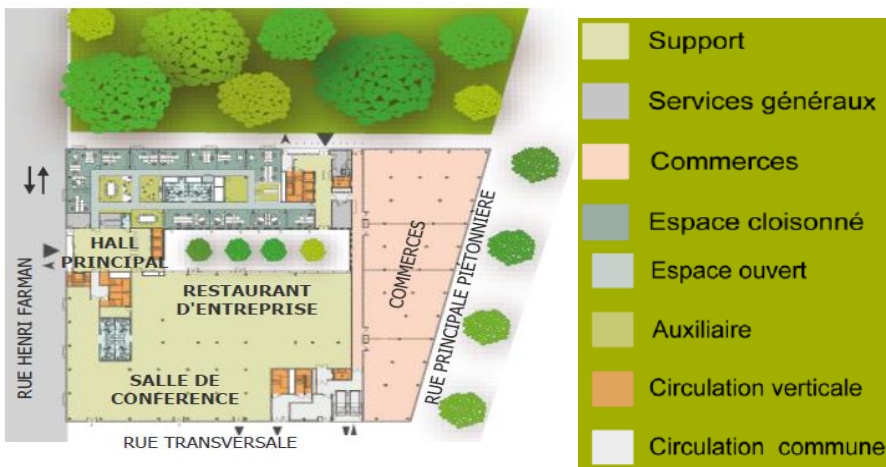 HALL
PRINCIPAL
RESTAURANT
D'ENTREPRISE
SALLE DE
CONFERENCE
COMMERCES
RUE HENRI FARMAN
RUE PRINCIPALE PIÉTONNIÈRE
RUE TRANSVERSALE
Support
Services généraux
Commerces
Espace cloisonné
Espace ouvert
Auxiliaire
Circulation verticale
Circulation commune